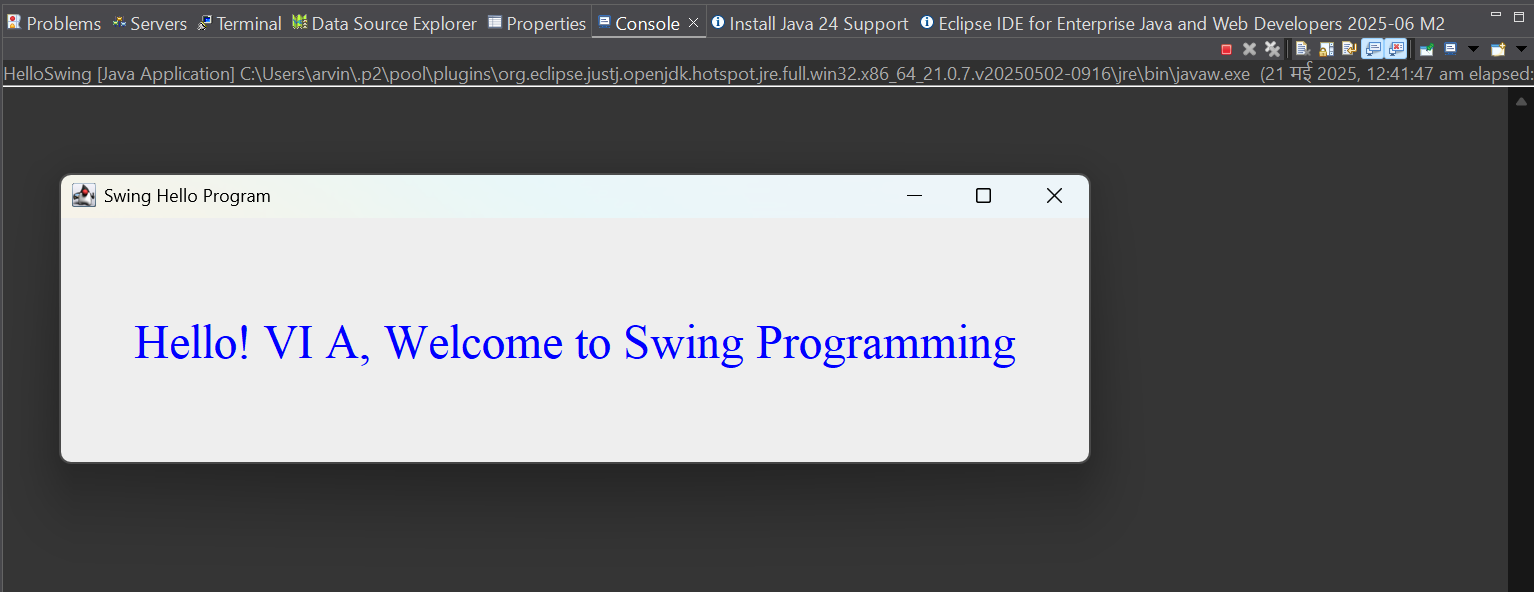 Problems Servers Terminal Data Source Explorer Properties Console Install Java 24 Support Eclipse IDE for Enterprise Java and Web Developers 2025-06 M2
HelloSwing [Java Application] C:\Users\arvin\.p2\pool\plugins\org.eclipse.justj.openjdk.hotspot.jre.full.win32.x86_64_21.0.7.v20250502-0916\jre\bin\javaw.exe (21 मई 2025, 12:41:47 am elapsed:
Swing Hello Program
Hello! VI A, Welcome to Swing Programming